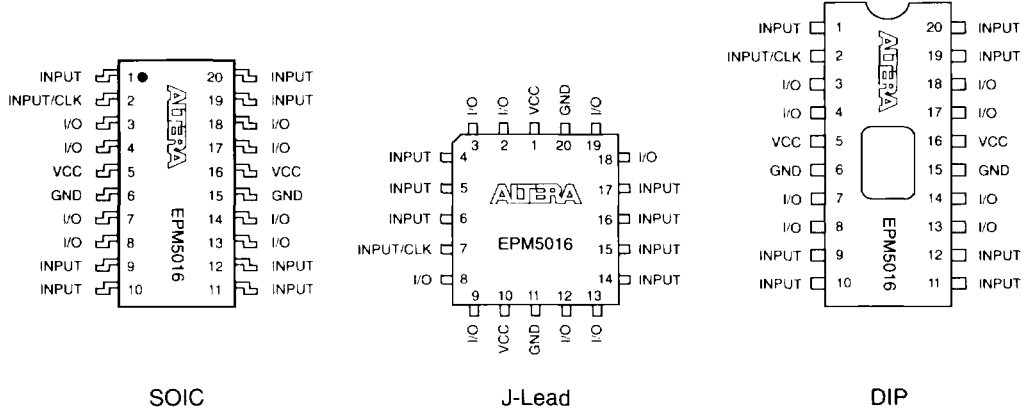 INPUT 1 20 INPUT
INPUT/CLK 2 19 INPUT
I/O 3 18 I/O
I/O 4 17 I/O
VCC 5 16 VCC
GND 6 15 GND
I/O 7 14 I/O
I/O 8 13 I/O
INPUT 9 12 INPUT
INPUT 10 11 INPUT
ALTERA
EPM5016
SOIC
I/O I/O VCC GND I/O
3 2 1 20 19
INPUT 4 18 I/O
INPUT 5 17 INPUT
INPUT 6 16 INPUT
INPUT/CLK 7 15 INPUT
I/O 8 14 INPUT
ALTERA
EPM5016
9 10 11 12 13
I/O VCC GND I/O I/O
J-Lead
INPUT 1 20 INPUT
INPUT/CLK 2 19 INPUT
I/O 3 18 I/O
I/O 4 17 I/O
VCC 5 16 VCC
GND 6 15 GND
I/O 7 14 I/O
I/O 8 13 I/O
INPUT 9 12 INPUT
INPUT 10 11 INPUT
ALTERA
EPM5016
DIP